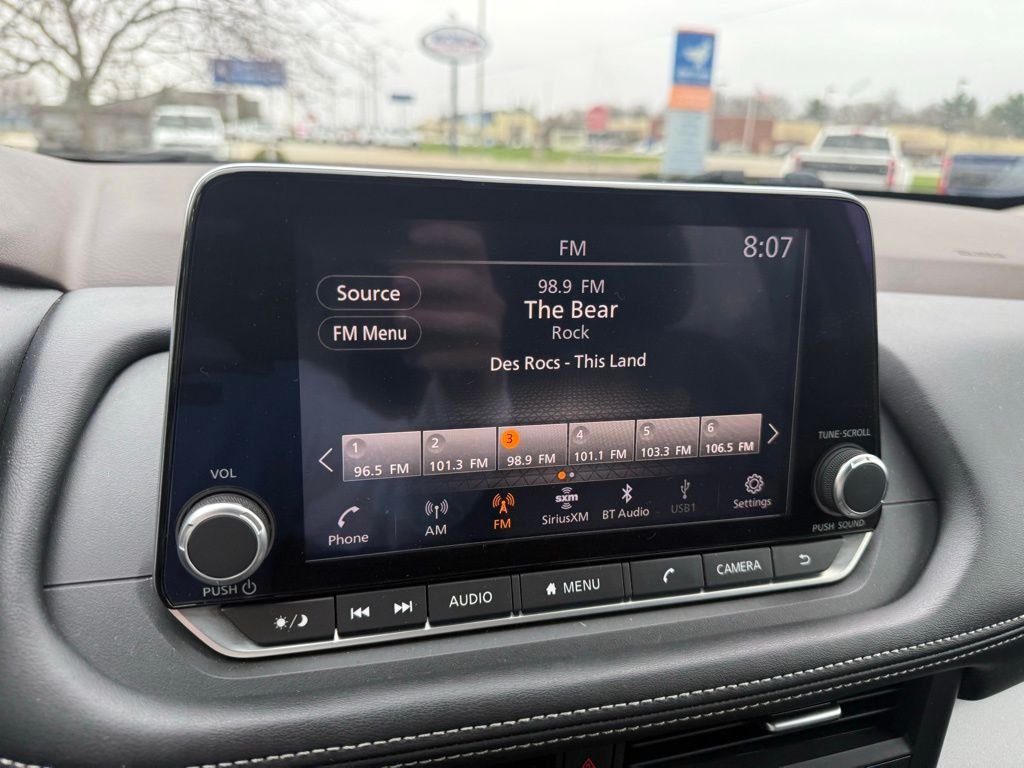 FM
8:07
Source
98.9 FM
The Bear
FM Menu
Rock
Des Rocs - This Land
1
96.5 FM
2
101.3 FM
3
98.9 FM
4
101.1 FM
5
103.3 FM
6
106.5 FM
Phone
AM
FM
sxm
SiriusXM
BT Audio
USB1
Settings
VOL
PUSH
TUNE·SCROLL
PUSH SOUND
AUDIO
MENU
CAMERA